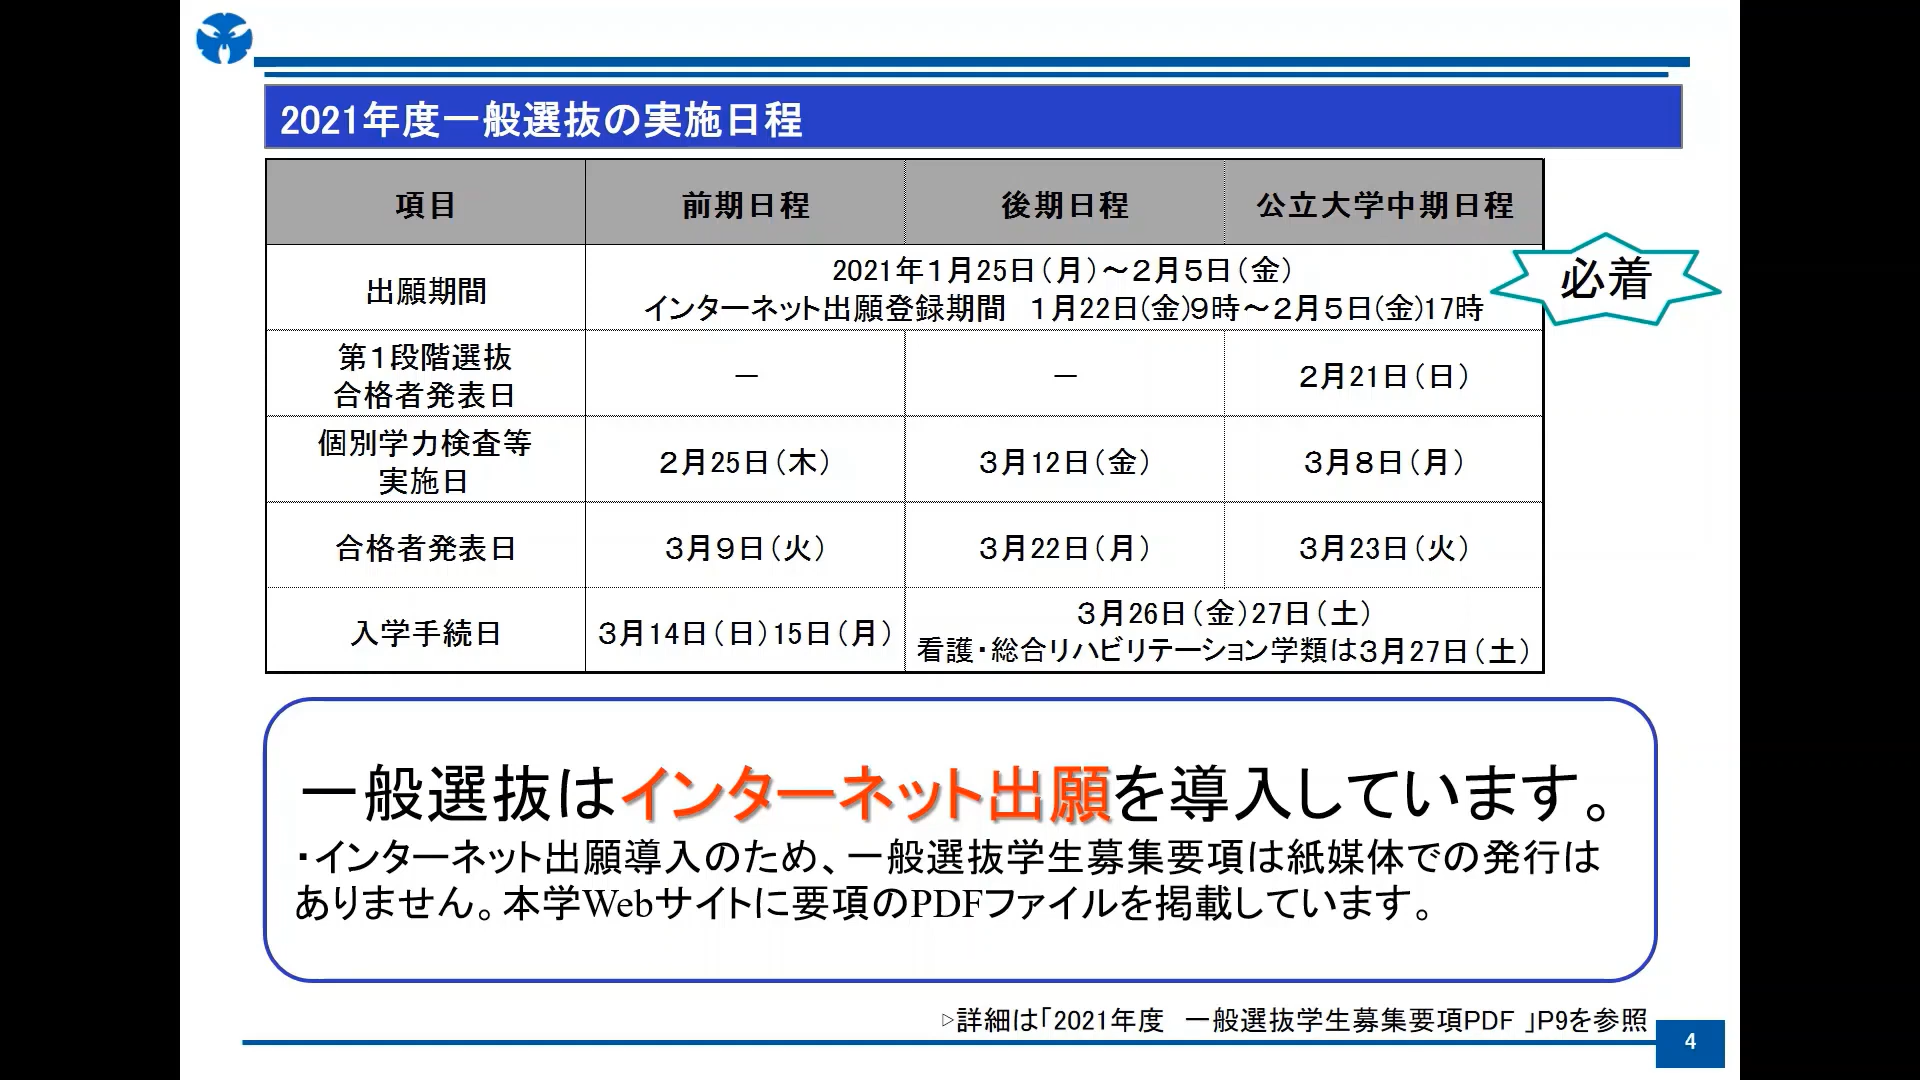 2021年度一般選抜の実施日程
項目 前期日程 後期日程 公立大学中期日程
出願期間
2021年1月25日(月)～2月5日(金)
インターネット出願登録期間 1月22日(金)9時～2月5日(金)17時
必着
第1段階選抜
合格者発表日
― ― 2月21日(日)
個別学力検査等
実施日
2月25日(木) 3月12日(金) 3月8日(月)
合格者発表日 3月9日(火) 3月22日(月) 3月23日(火)
入学手続日 3月14日(日)15日(月)
3月26日(金)27日(土)
看護・総合リハビリテーション学類は3月27日(土)
一般選抜はインターネット出願を導入しています。
・インターネット出願導入のため、一般選抜学生募集要項は紙媒体での発行は
ありません。本学Webサイトに要項のPDFファイルを掲載しています。
▷詳細は「2021年度 一般選抜学生募集要項PDF 」P9を参照
4